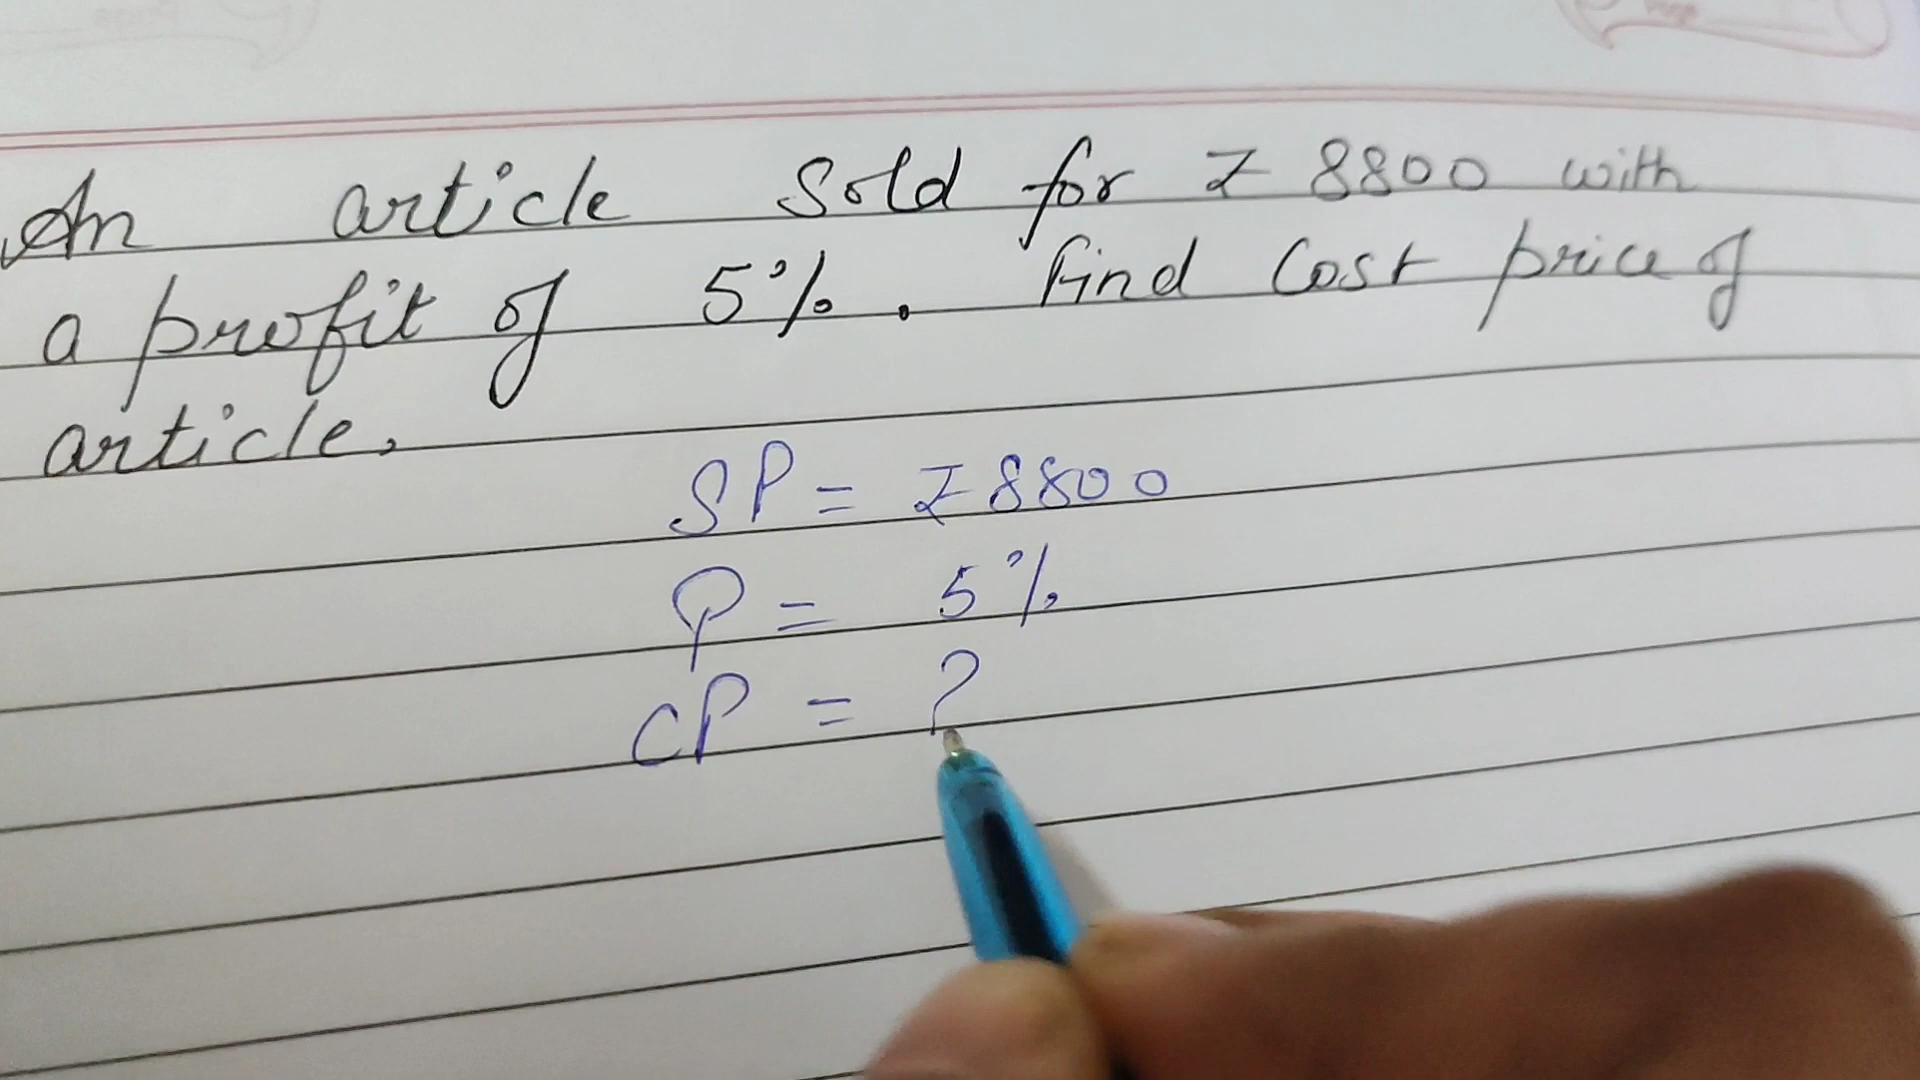 An article sold for ₹ 8800 with
a profit of 5%. Find Cost price of
article.
SP = ₹ 8800
P = 5%
CP = ?